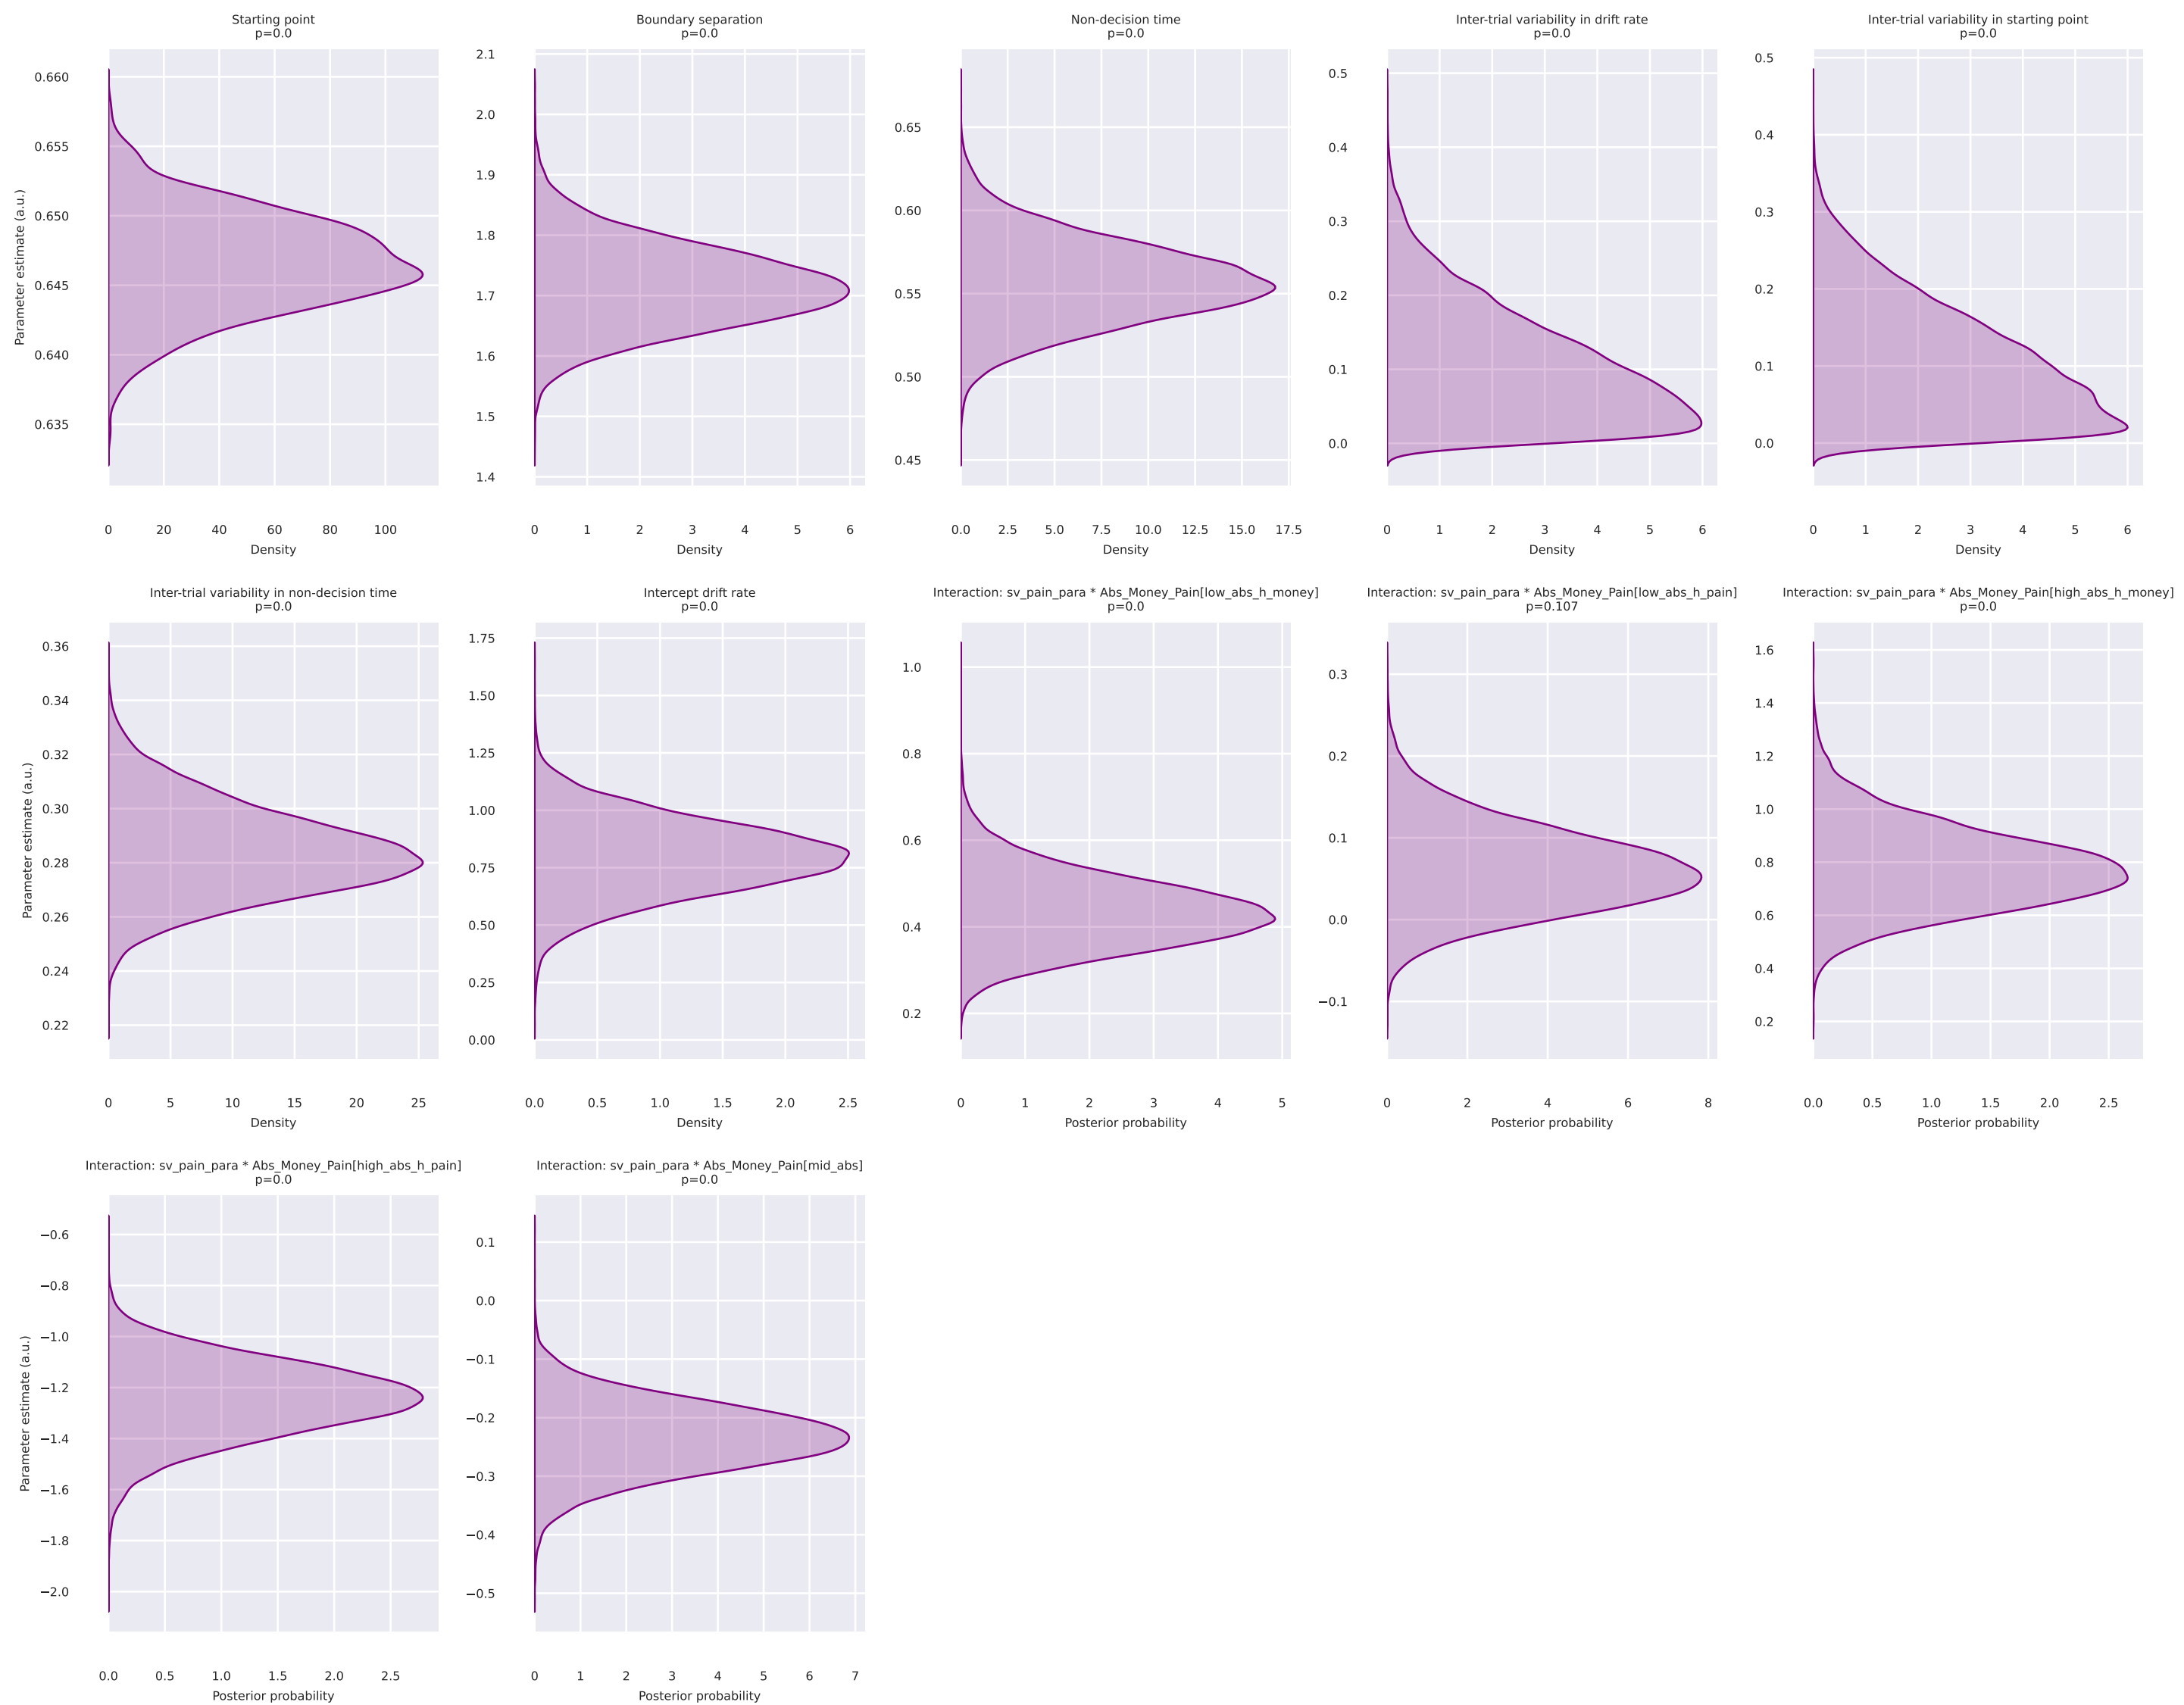 Starting point
p=0.0
Boundary separation
p=0.0
Non-decision time
p=0.0
Inter-trial variability in drift rate
p=0.0
Inter-trial variability in starting point
p=0.0
Parameter estimate (a.u.)
0.660
0.655
0.650
0.645
0.640
0.635
0 20 40 60 80 100
Density
2.1
2.0
1.9
1.8
1.7
1.6
1.5
1.4
0 1 2 3 4 5 6
Density
0.65
0.60
0.55
0.50
0.45
0.0 2.5 5.0 7.5 10.0 12.5 15.0 17.5
Density
0.5
0.4
0.3
0.2
0.1
0.0
0 1 2 3 4 5 6
Density
0.5
0.4
0.3
0.2
0.1
0.0
0 1 2 3 4 5 6
Density
Inter-trial variability in non-decision time
p=0.0
Intercept drift rate
p=0.0
Interaction: sv_pain_para * Abs_Money_Pain[low_abs_h_money]
p=0.0
Interaction: sv_pain_para * Abs_Money_Pain[low_abs_h_pain]
p=0.107
Interaction: sv_pain_para * Abs_Money_Pain[high_abs_h_money]
p=0.0
Parameter estimate (a.u.)
0.36
0.34
0.32
0.30
0.28
0.26
0.24
0.22
0 5 10 15 20 25
Density
1.75
1.50
1.25
1.00
0.75
0.50
0.25
0.00
0.0 0.5 1.0 1.5 2.0 2.5
Density
1.0
0.8
0.6
0.4
0.2
0 1 2 3 4 5
Posterior probability
0.3
0.2
0.1
0.0
−0.1
0 2 4 6 8
Posterior probability
1.6
1.4
1.2
1.0
0.8
0.6
0.4
0.2
0.0 0.5 1.0 1.5 2.0 2.5
Posterior probability
Interaction: sv_pain_para * Abs_Money_Pain[high_abs_h_pain]
p=0.0
Interaction: sv_pain_para * Abs_Money_Pain[mid_abs]
p=0.0
Parameter estimate (a.u.)
−0.6
−0.8
−1.0
−1.2
−1.4
−1.6
−1.8
−2.0
0.0 0.5 1.0 1.5 2.0 2.5
Posterior probability
0.1
0.0
−0.1
−0.2
−0.3
−0.4
−0.5
0 1 2 3 4 5 6 7
Posterior probability